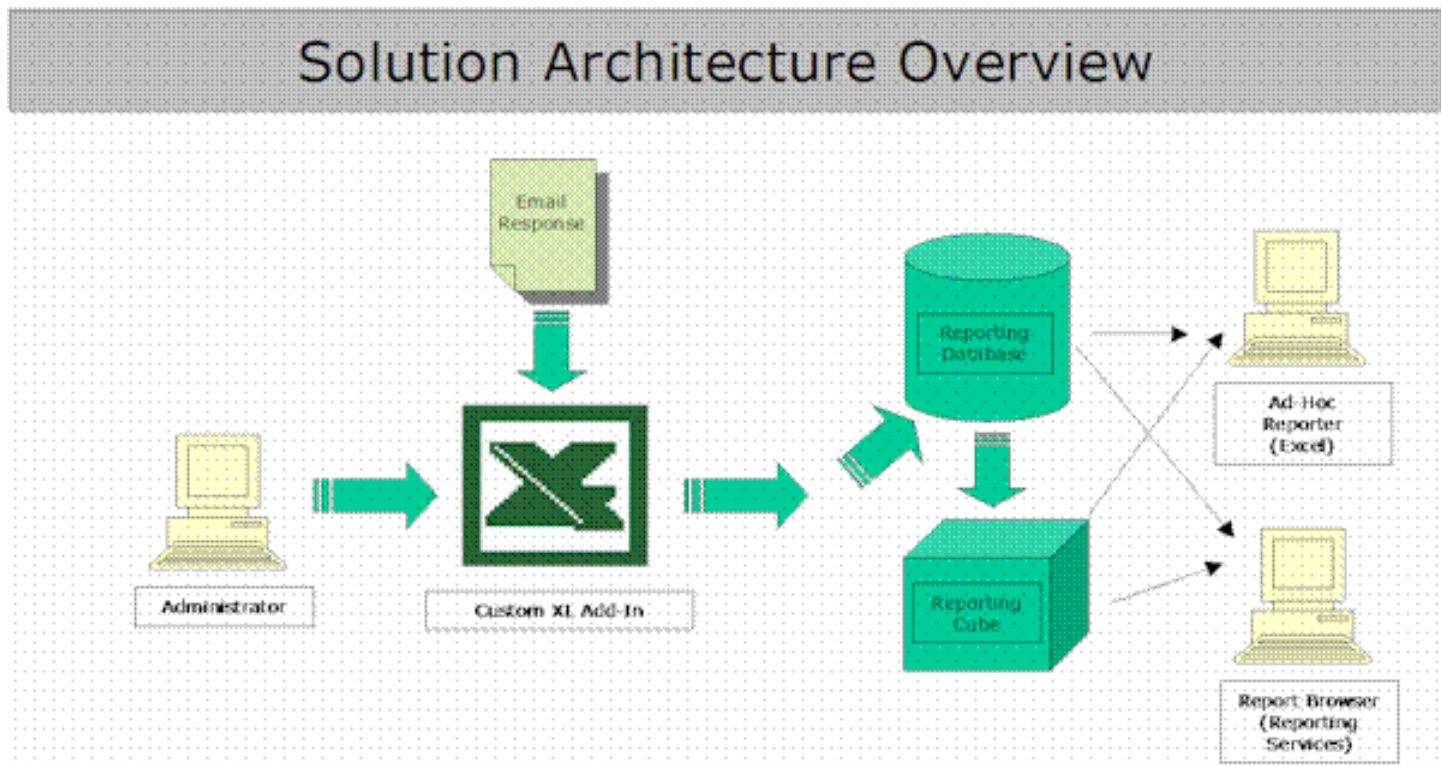 Solution Architecture Overview
Email
Response
Reporting
Database
Ad-Hoc
Reporter
(Excel)
Administrator
Custom XL Add-In
Reporting
Cube
Report Browser
(Reporting
Services)